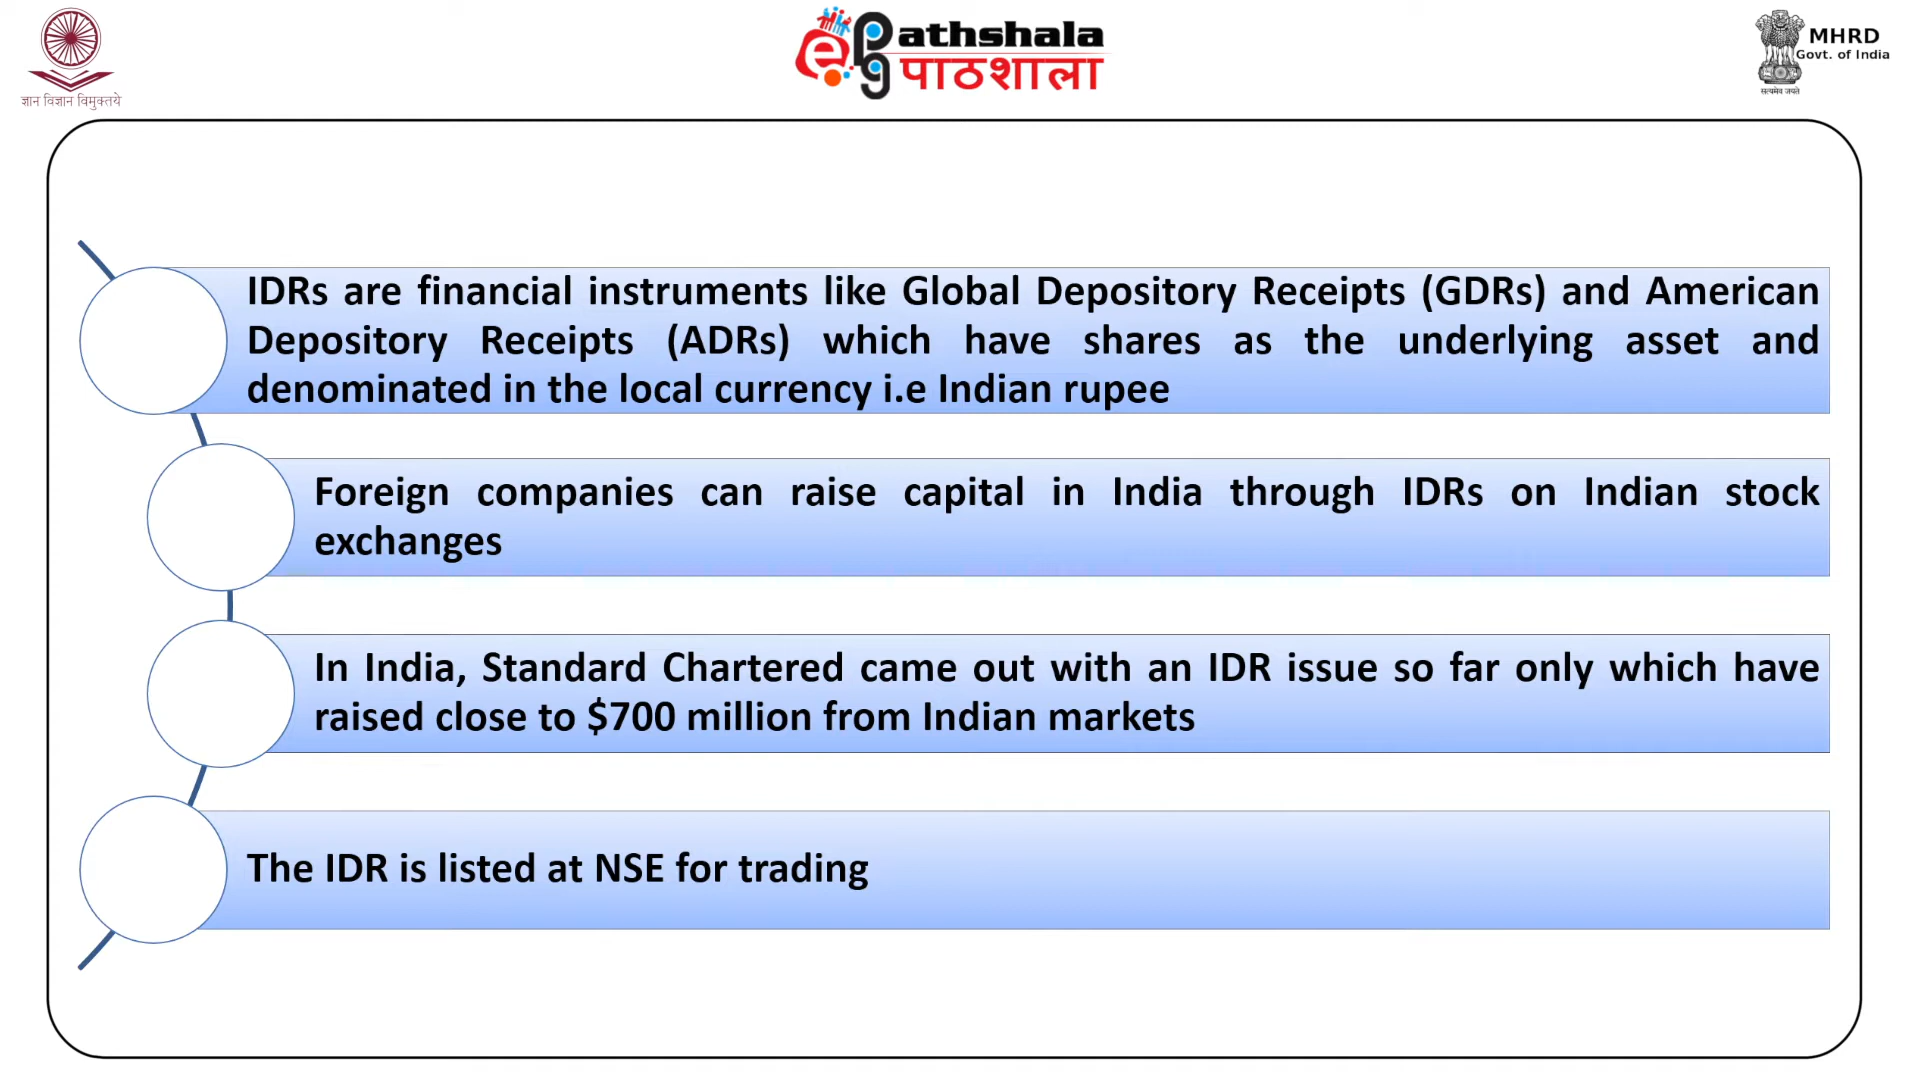 ज्ञान विज्ञान विमुक्तये
ePathshala
पाठशाला
MHRD
Govt. of India
सत्यमेव जयते
IDRs are financial instruments like Global Depository Receipts (GDRs) and American
Depository Receipts (ADRs) which have shares as the underlying asset and
denominated in the local currency i.e Indian rupee
Foreign companies can raise capital in India through IDRs on Indian stock
exchanges
In India, Standard Chartered came out with an IDR issue so far only which have
raised close to $700 million from Indian markets
The IDR is listed at NSE for trading